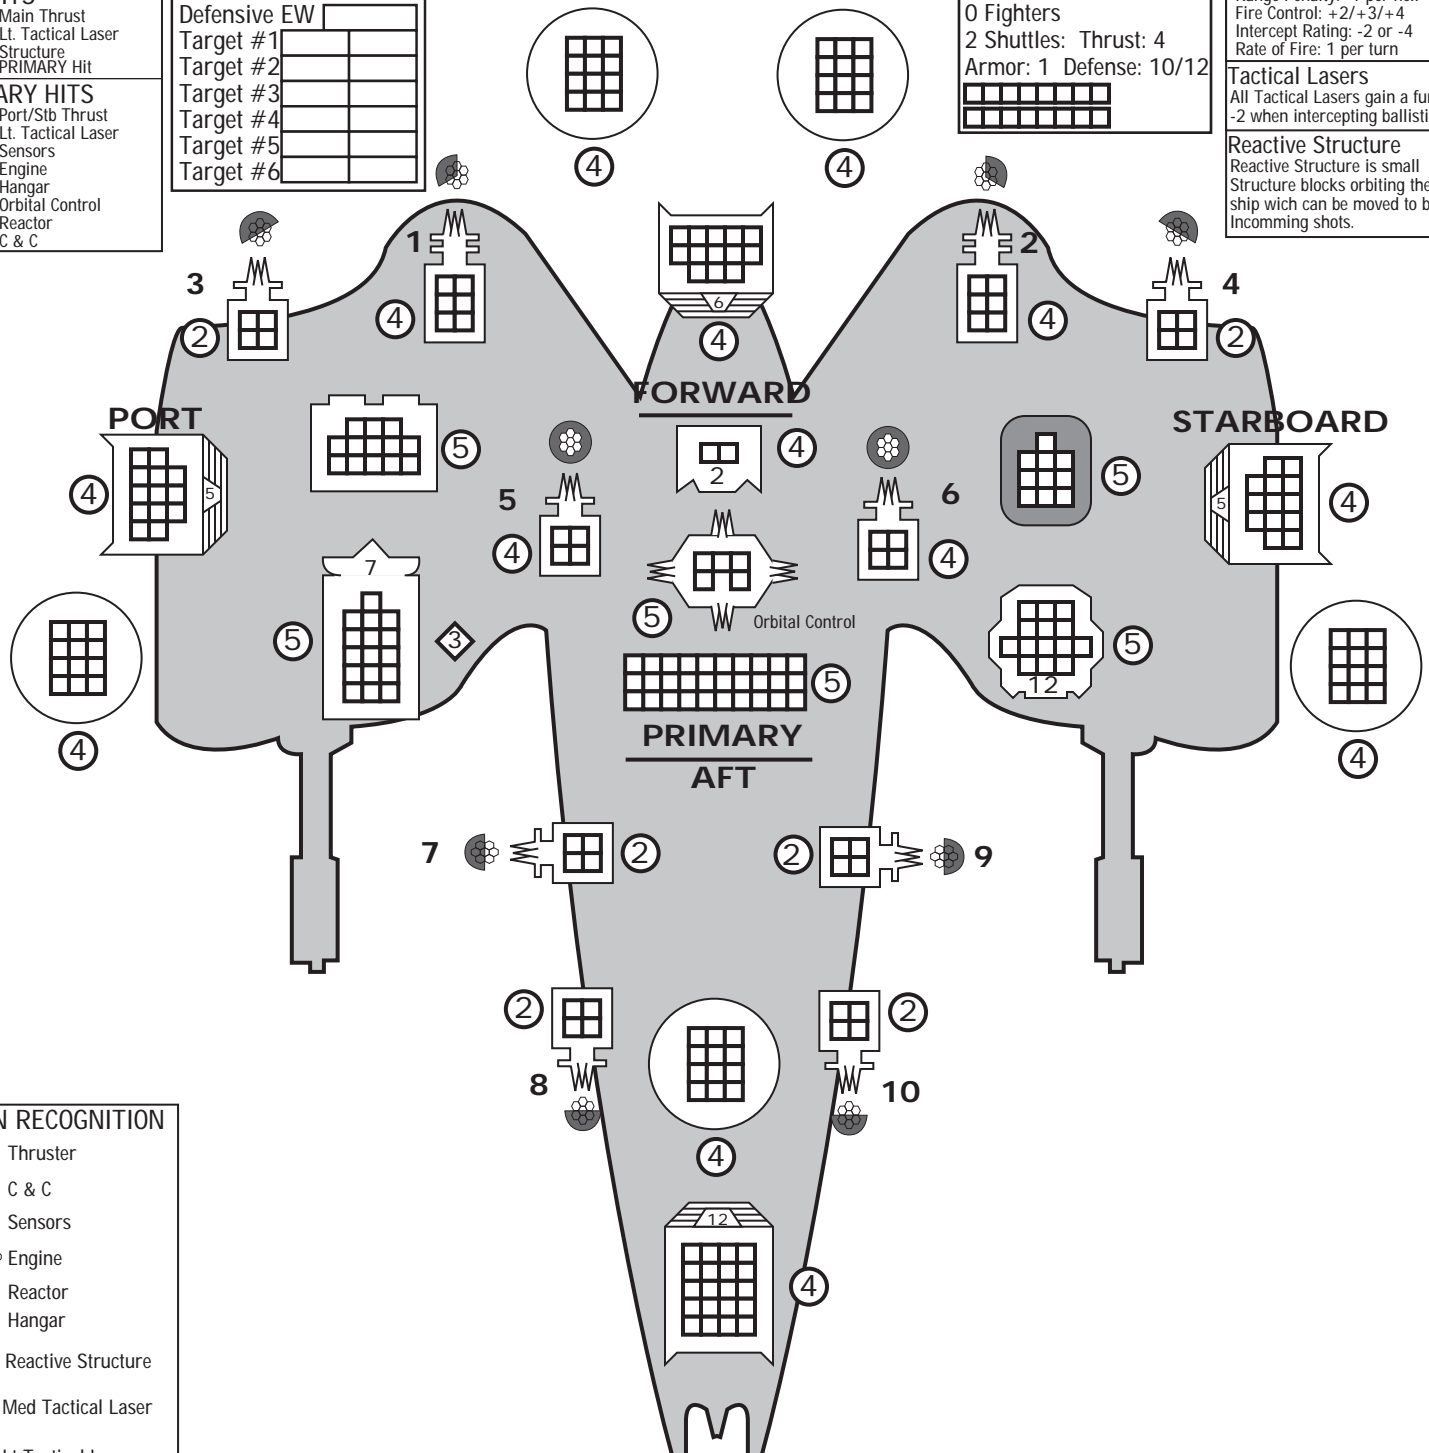 Main Thrust
Lt. Tactical Laser
Structure
PRIMARY Hit
HITS
Port/Stb Thrust
Lt. Tactical Laser
Sensors
Engine
Hangar
Orbital Control
Reactor
C & C
Defensive EW
Target #1
Target #2
Target #3
Target #4
Target #5
Target #6
0 Fighters
2 Shuttles: Thrust: 4
Armor: 1 Defense: 10/12
Fire Control: +2/+3/+4
Intercept Rating: -2 or -4
Rate of Fire: 1 per turn
Tactical Lasers
All Tactical Lasers gain a
-2 when intercepting
Reactive Structure
Reactive Structure is small
Structure blocks orbiting the
ship wich can be moved to
Incomming shots.
4
4
1
2
3
4
6
4
4
4
2
2
FORWARD
PORT
STARBOARD
5
4
2
5
4
5
4
5
5
4
5
6
4
4
7
5
3
5
Orbital Control
5
12
5
4
4
PRIMARY
AFT
7
2
2
9
2
2
8
10
4
12
4
RECOGNITION
Thruster
C & C
Sensors
Engine
Reactor
Hangar
Reactive Structure
Med Tactical Laser